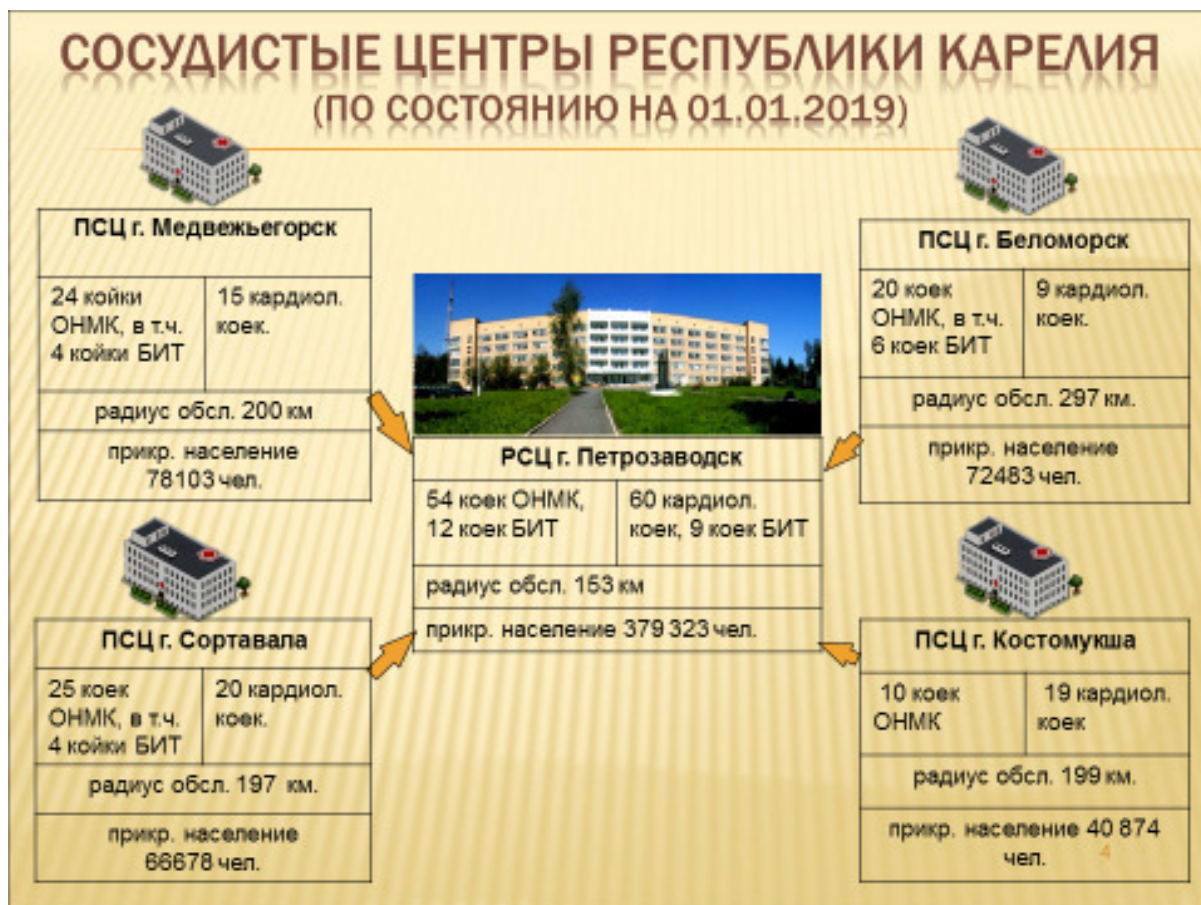 СОСУДИСТЫЕ ЦЕНТРЫ РЕСПУБЛИКИ КАРЕЛИЯ
(ПО СОСТОЯНИЮ НА 01.01.2019)
ПСЦ г. Медвежьегорск
24 койки
ОНМК, в т.ч.
4 койки БИТ
15 кардиол.
коек.
радиус обсл. 200 км
прикр. население
78103 чел.
ПСЦ г. Беломорск
20 коек
ОНМК, в т.ч.
6 коек БИТ
9 кардиол.
коек.
радиус обсл. 297 км.
прикр. население
72483 чел.
РСЦ г. Петрозаводск
54 коек ОНМК,
12 коек БИТ
60 кардиол.
коек, 9 коек БИТ
радиус обсл. 153 км
прикр. население 379 323 чел.
ПСЦ г. Сортавала
25 коек
ОНМК, в т.ч.
4 койки БИТ
20 кардиол.
коек.
радиус обсл. 197 км.
прикр. население
66678 чел.
ПСЦ г. Костомукша
10 коек
ОНМК
19 кардиол.
коек
радиус обсл. 199 км.
прикр. население 40 874
чел.
4